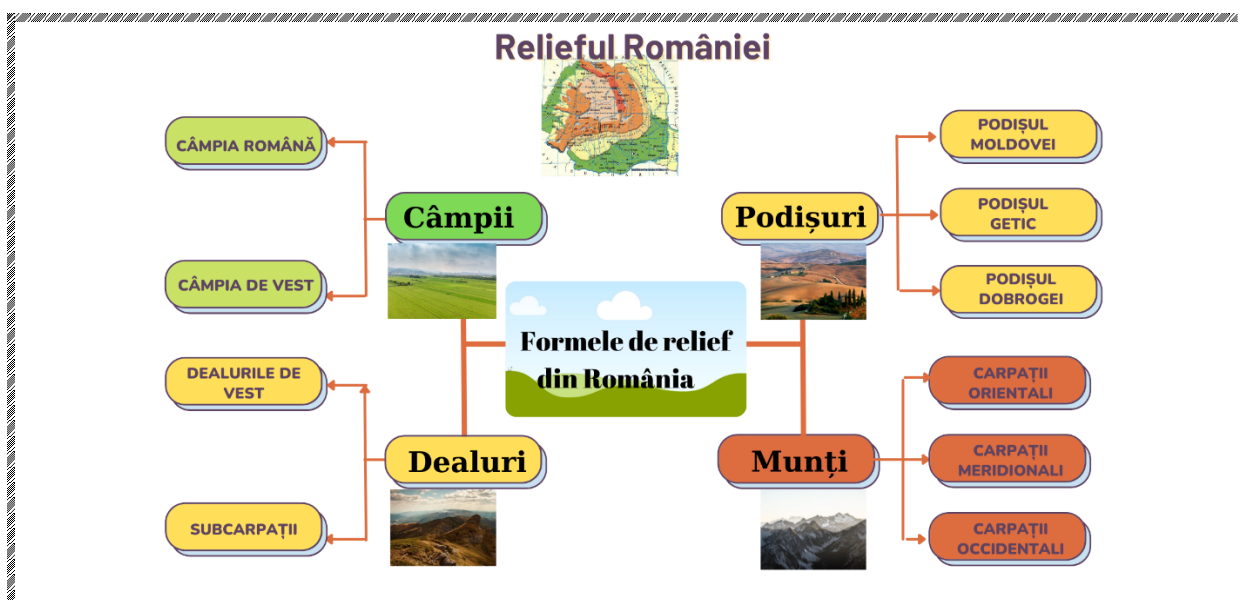 Relieful României
CÂMPIA ROMÂNĂ
CÂMPIA DE VEST
Câmpii
DEALURILE DE
VEST
SUBCARPAȚII
Dealuri
Formele de relief
din România
Podișuri
PODIȘUL
MOLDOVEI
PODIȘUL
GETIC
PODIȘUL
DOBROGEI
Munți
CARPAȚII
ORIENTALI
CARPAȚII
MERIDIONALI
CARPAȚII
OCCIDENTALI